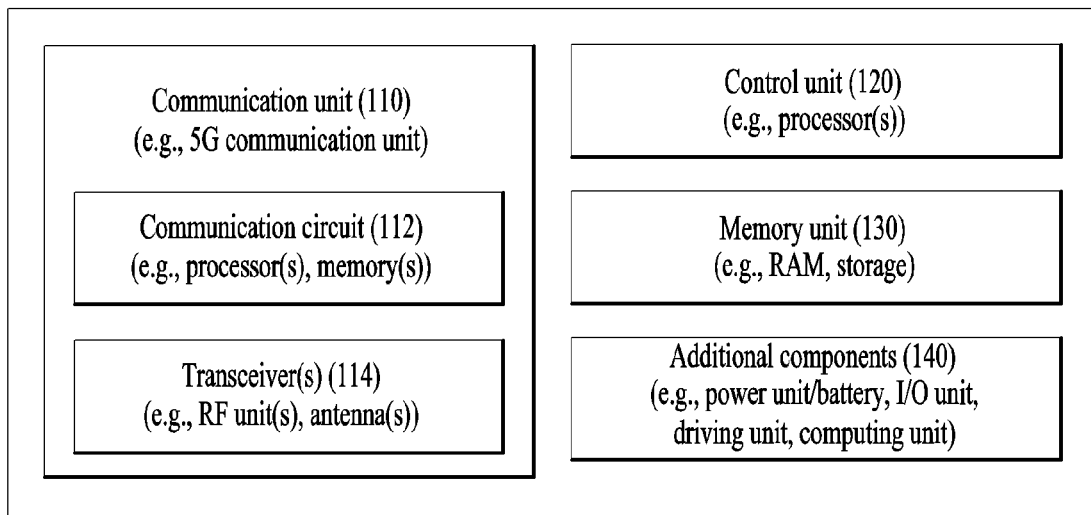 Communication unit (110)
(e.g., 5G communication unit)
Communication circuit (112)
(e.g., processor(s), memory(s))
Transceiver(s) (114)
(e.g., RF unit(s), antenna(s))
Control unit (120)
(e.g., processor(s))
Memory unit (130)
(e.g., RAM, storage)
Additional components (140)
(e.g., power unit/battery, I/O unit,
driving unit, computing unit)